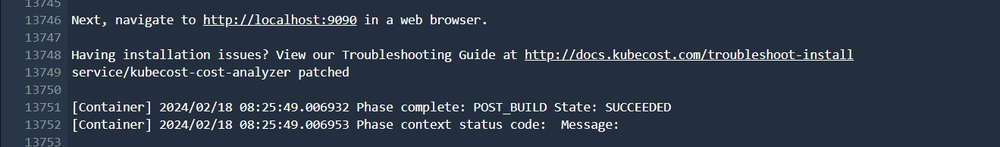 13745
13746 Next, navigate to http://localhost:9090 in a web browser.
13747
13748 Having installation issues? View our Troubleshooting Guide at http://docs.kubecost.com/troubleshoot-install
13749 service/kubecost-cost-analyzer patched
13750
13751 [Container] 2024/02/18 08:25:49.006932 Phase complete: POST_BUILD State: SUCCEEDED
13752 [Container] 2024/02/18 08:25:49.006953 Phase context status code:  Message:
13753